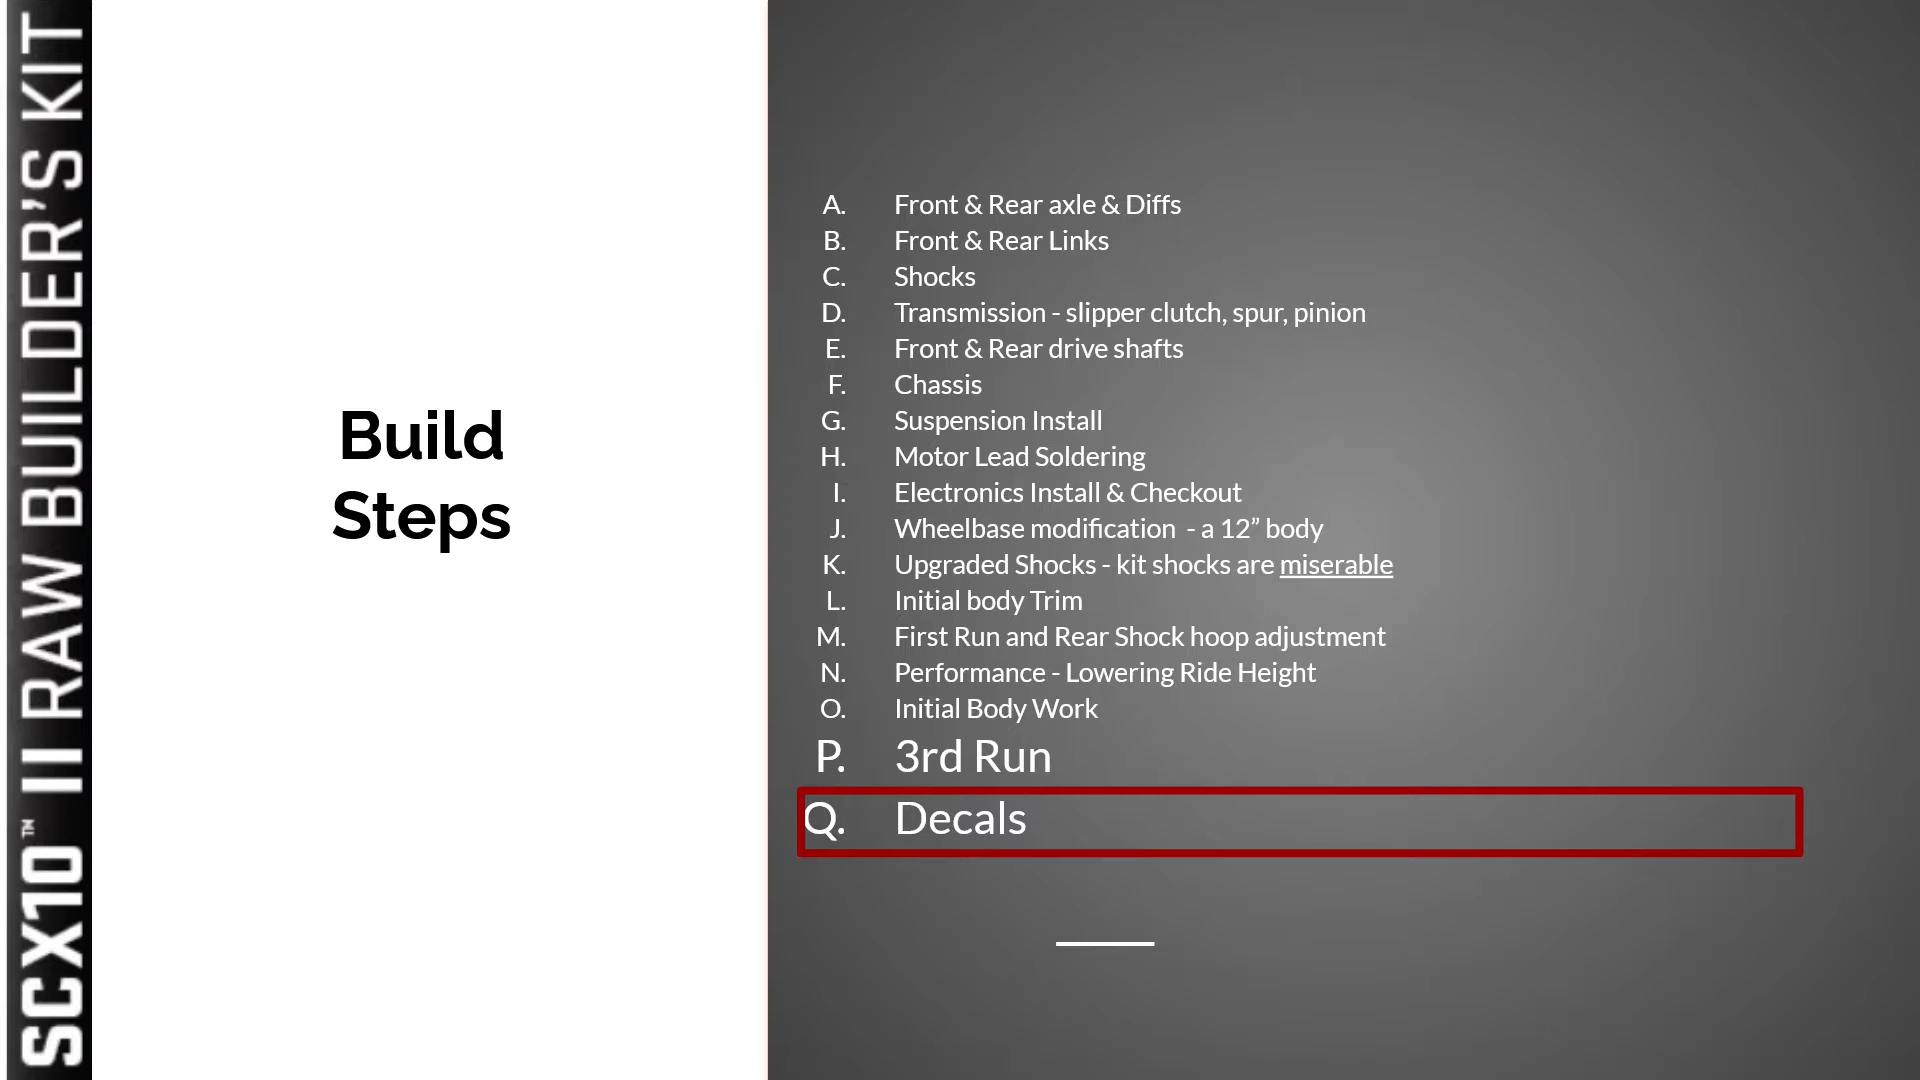 SCX10™ II RAW BUILDER'S KIT
Build
Steps
A. Front & Rear axle & Diffs
B. Front & Rear Links
C. Shocks
D. Transmission - slipper clutch, spur, pinion
E. Front & Rear drive shafts
F. Chassis
G. Suspension Install
H. Motor Lead Soldering
I. Electronics Install & Checkout
J. Wheelbase modification - a 12” body
K. Upgraded Shocks - kit shocks are miserable
L. Initial body Trim
M. First Run and Rear Shock hoop adjustment
N. Performance - Lowering Ride Height
O. Initial Body Work
P. 3rd Run
Q. Decals